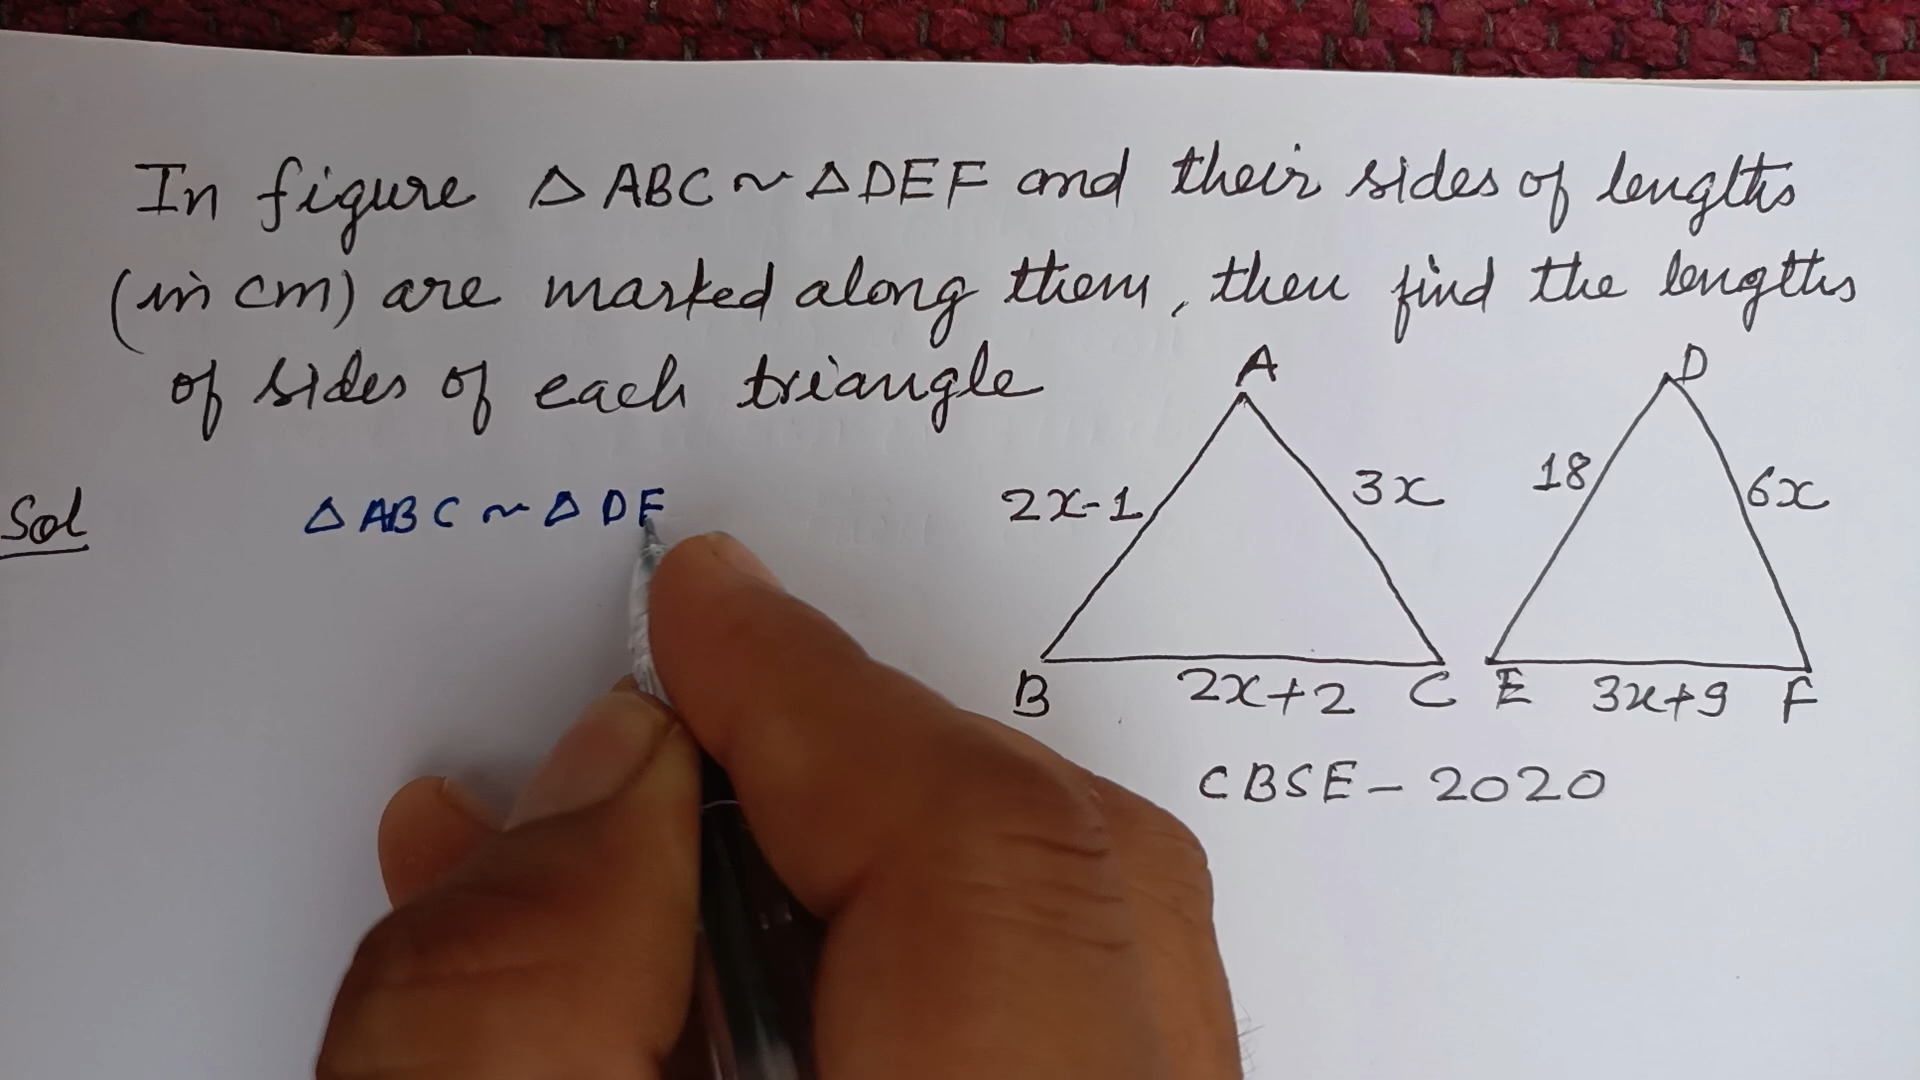 In figure △ ABC ~ △ DEF and their sides of lengths
(in cm) are marked along them, then find the lengths
of sides of each triangle
A
D
2x-1
3x
18
6x
B
2x+2
C
E
3x+9
F
CBSE - 2020
Sol
△ ABC ~ △ DE